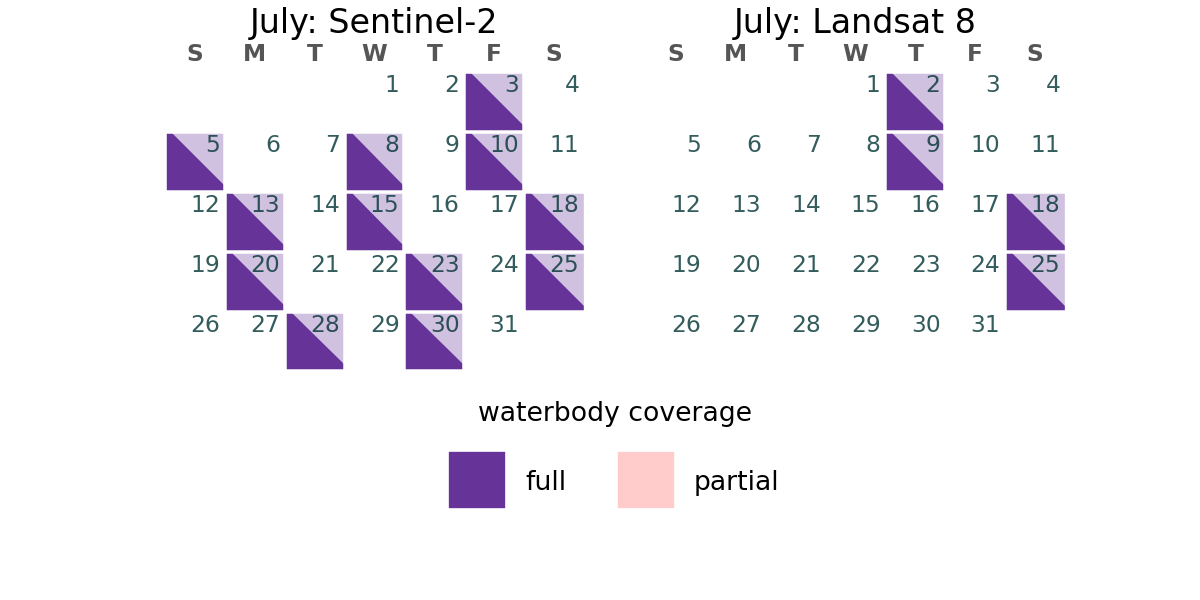 July: Sentinel-2
S M T W T F S
1 2 3 4
5 6 7 8 9 10 11
12 13 14 15 16 17 18
19 20 21 22 23 24 25
26 27 28 29 30 31
July: Landsat 8
S M T W T F S
1 2 3 4
5 6 7 8 9 10 11
12 13 14 15 16 17 18
19 20 21 22 23 24 25
26 27 28 29 30 31
waterbody coverage
full partial